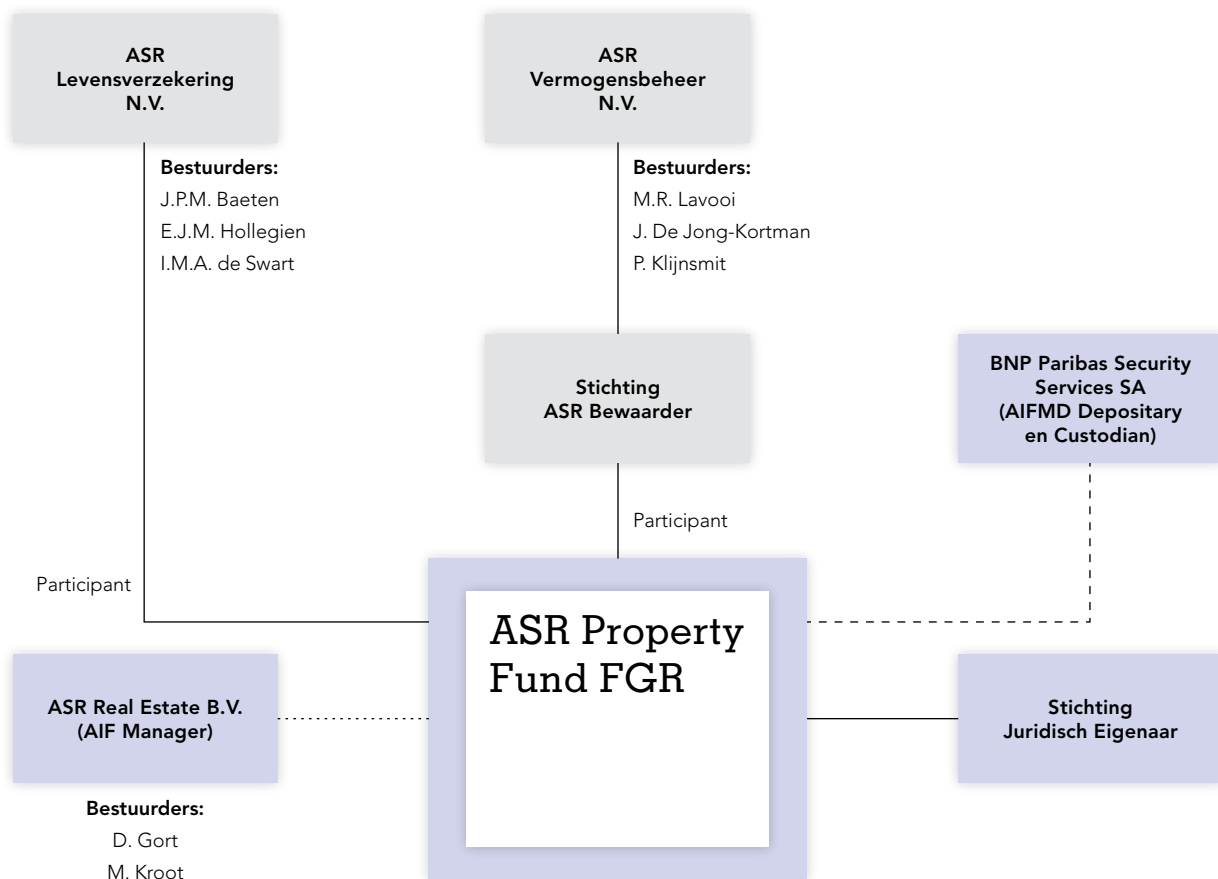 ASR
Levensverzekering
N.V.
ASR
Vermogensbeheer
N.V.
Bestuurders:
J.P.M. Baeten
E.J.M. Hollegien
I.M.A. de Swart
Bestuurders:
M.R. Lavooi
J. De Jong-Kortman
P. Klijnsmit
Stichting
ASR Bewaarder
BNP Paribas Security
Services SA
(AIFMD Depositary
en Custodian)
Participant
Participant
ASR Property
Fund FGR
ASR Real Estate B.V.
(AIF Manager)
Stichting
Juridisch Eigenaar
Bestuurders:
D. Gort
M. Kroot